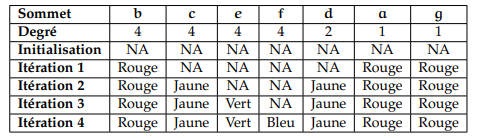 Sommet b c e f d a g
Degré 4 4 4 4 2 1 1
Initialisation NA NA NA NA NA NA NA
Itération 1 Rouge NA NA NA NA Rouge Rouge
Itération 2 Rouge Jaune NA NA Jaune Rouge Rouge
Itération 3 Rouge Jaune Vert NA Jaune Rouge Rouge
Itération 4 Rouge Jaune Vert Bleu Jaune Rouge Rouge